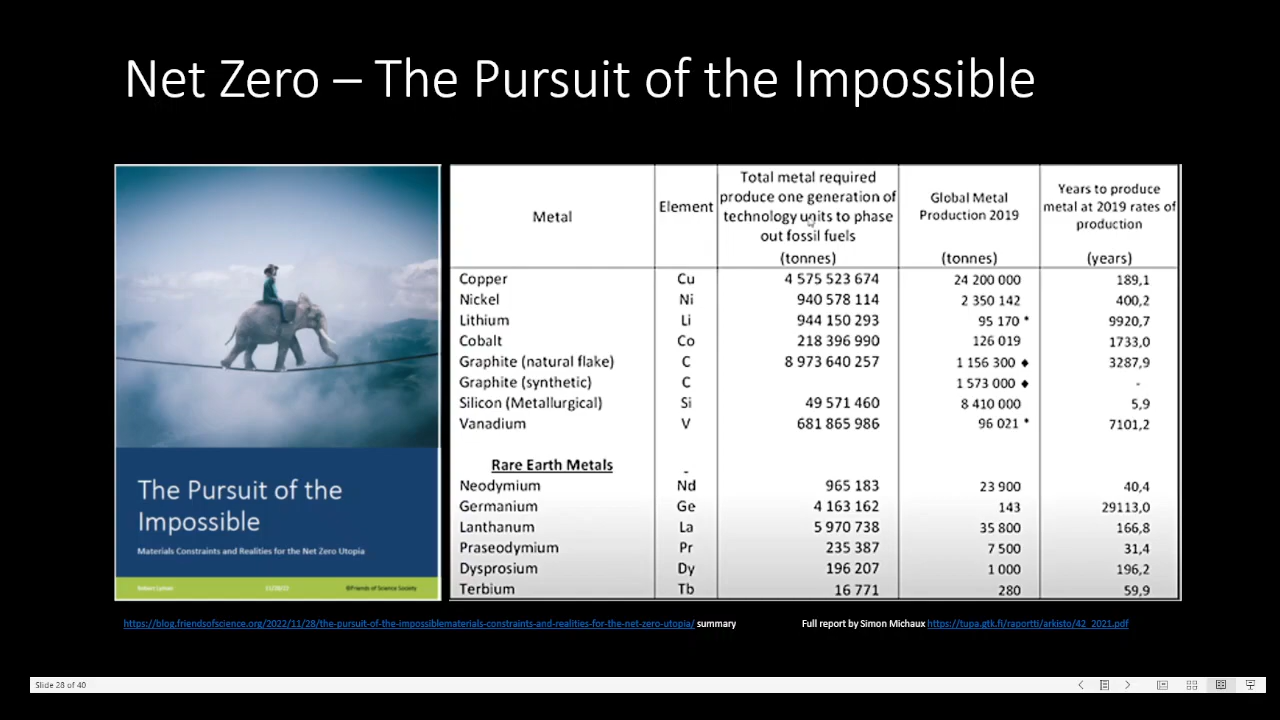 Net Zero – The Pursuit of the Impossible
The Pursuit of the
Impossible
Materials Constraints and Realities for the Net Zero Utopia
©Friends of Science Society
Metal Element Total metal required produce one generation of technology units to phase out fossil fuels (tonnes) Global Metal Production 2019 (tonnes) Years to produce metal at 2019 rates of production (years)
Copper Cu 4 575 523 674 24 200 000 189,1
Nickel Ni 940 578 114 2 350 142 400,2
Lithium Li 944 150 293 95 170 * 9920,7
Cobalt Co 218 396 990 126 019 1733,0
Graphite (natural flake) C 8 973 640 257 1 156 300 ♦ 3287,9
Graphite (synthetic) C 1 573 000 ♦ -
Silicon (Metallurgical) Si 49 571 460 8 410 000 5,9
Vanadium V 681 865 986 96 021 * 7101,2
Rare Earth Metals -
Neodymium Nd 965 183 23 900 40,4
Germanium Ge 4 163 162 143 29113,0
Lanthanum La 5 970 738 35 800 166,8
Praseodymium Pr 235 387 7 500 31,4
Dysprosium Dy 196 207 1 000 196,2
Terbium Tb 16 771 280 59,9
https://blog.friendsofscience.org/2022/11/28/the-pursuit-of-the-impossiblematerials-constraints-and-realities-for-the-net-zero-utopia/ summary
Full report by Simon Michaux https://tupa.gtk.fi/raportti/arkisto/42_2021.pdf
Slide 28 of 40